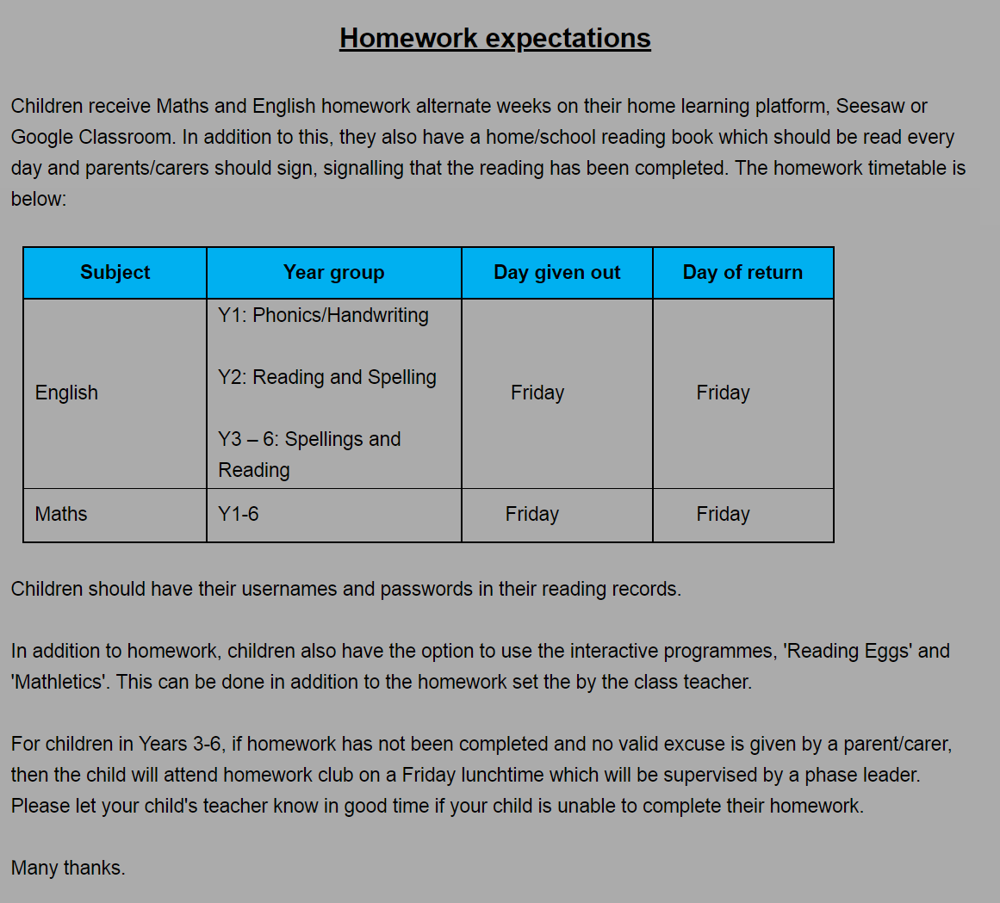 Homework expectations
Children receive Maths and English homework alternate weeks on their home learning platform, Seesaw or
Google Classroom. In addition to this, they also have a home/school reading book which should be read every
day and parents/carers should sign, signalling that the reading has been completed. The homework timetable is
below:
Subject Year group Day given out Day of return
Y1: Phonics/Handwriting
Y2: Reading and Spelling
English Friday Friday
Y3 – 6: Spellings and
Reading
Maths Y1-6 Friday Friday
Children should have their usernames and passwords in their reading records.
In addition to homework, children also have the option to use the interactive programmes, 'Reading Eggs' and
'Mathletics'. This can be done in addition to the homework set the by the class teacher.
For children in Years 3-6, if homework has not been completed and no valid excuse is given by a parent/carer,
then the child will attend homework club on a Friday lunchtime which will be supervised by a phase leader.
Please let your child's teacher know in good time if your child is unable to complete their homework.
Many thanks.